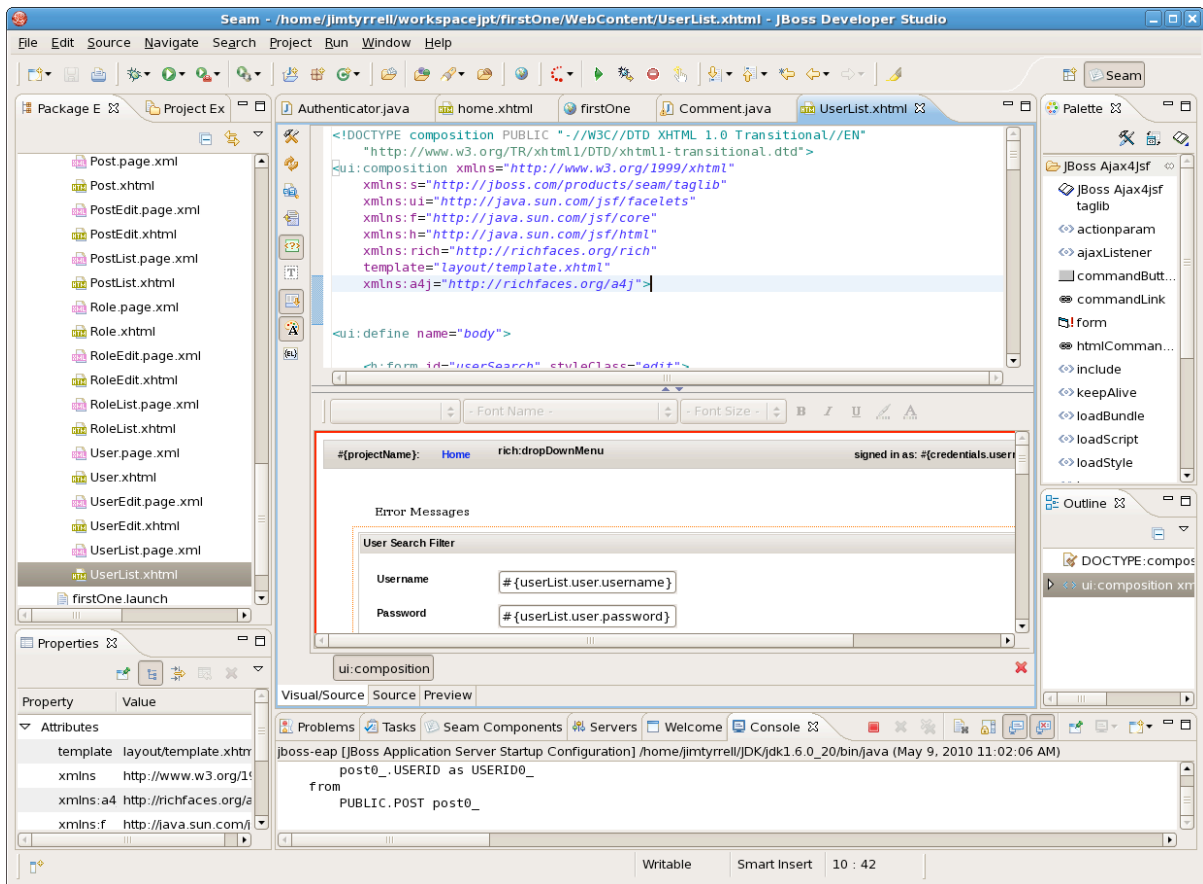 Seam - /home/jimtyrrell/workspacejpt/firstOne/WebContent/UserList.xhtml - JBoss Developer Studio
File Edit Source Navigate Search Project Run Window Help
Seam
Package E
Project Ex
Post.page.xml
Post.xhtml
PostEdit.page.xml
PostEdit.xhtml
PostList.page.xml
PostList.xhtml
Role.page.xml
Role.xhtml
RoleEdit.page.xml
RoleEdit.xhtml
RoleList.page.xml
RoleList.xhtml
User.page.xml
User.xhtml
UserEdit.page.xml
UserEdit.xhtml
UserList.page.xml
UserList.xhtml
firstOne.launch
Authenticator.java home.xhtml firstOne Comment.java UserList.xhtml
<!DOCTYPE composition PUBLIC "-//W3C//DTD XHTML 1.0 Transitional//EN"
"http://www.w3.org/TR/xhtml1/DTD/xhtml1-transitional.dtd">
<ui:composition xmlns="http://www.w3.org/1999/xhtml"
xmlns:s="http://jboss.com/products/seam/taglib"
xmlns:ui="http://java.sun.com/jsf/facelets"
xmlns:f="http://java.sun.com/jsf/core"
xmlns:h="http://java.sun.com/jsf/html"
xmlns:rich="http://richfaces.org/rich"
template="layout/template.xhtml"
xmlns:a4j="http://richfaces.org/a4j">
<ui:define name="body">
<h:form id="userSearch" styleClass="edit">
- Font Name - - Font Size - B I U A
#{projectName}: Home rich:dropDownMenu signed in as: #{credentials.usern
Error Messages
User Search Filter
Username #{userList.user.username}
Password #{userList.user.password}
ui:composition
Visual/Source Source Preview
Palette
JBoss Ajax4Jsf
JBoss Ajax4jsf
taglib
actionparam
ajaxListener
commandButt...
commandLink
form
htmlComman...
include
keepAlive
loadBundle
loadScript
loadStyle
Outline
DOCTYPE:compos
ui:composition xm
Properties
Property Value
Attributes
template layout/template.xhtm
xmlns http://www.w3.org/19
xmlns:a4 http://richfaces.org/a
xmlns:f http://java.sun.com/j
Problems Tasks Seam Components Servers Welcome Console
jboss-eap [JBoss Application Server Startup Configuration] /home/jimtyrrell/JDK/jdk1.6.0_20/bin/java (May 9, 2010 11:02:06 AM)
post0_.USERID as USERID0_
from
PUBLIC.POST post0_
Writable Smart Insert 10 : 42